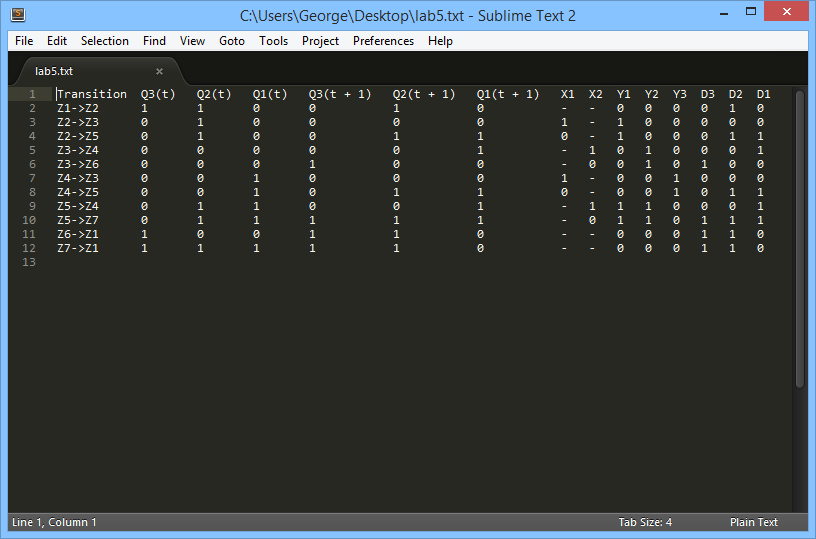 C:\Users\George\Desktop\lab5.txt - Sublime Text 2
File Edit Selection Find View Goto Tools Project Preferences Help
lab5.txt ×
1 Transition Q3(t) Q2(t) Q1(t) Q3(t + 1) Q2(t + 1) Q1(t + 1) X1 X2 Y1 Y2 Y3 D3 D2 D1
2 Z1->Z2 1 1 0 0 1 0 - - 0 0 0 0 1 0
3 Z2->Z3 0 1 0 0 0 0 1 - 1 0 0 0 0 0
4 Z2->Z5 0 1 0 0 1 1 0 - 1 0 0 0 1 1
5 Z3->Z4 0 0 0 0 0 1 - 1 0 1 0 0 0 1
6 Z3->Z6 0 0 0 1 0 0 - 0 0 1 0 1 0 0
7 Z4->Z3 0 0 1 0 0 0 1 - 0 0 1 0 0 0
8 Z4->Z5 0 0 1 0 1 1 0 - 0 0 1 0 1 1
9 Z5->Z4 0 1 1 0 0 1 - 1 1 1 0 0 0 1
10 Z5->Z7 0 1 1 1 1 1 - 0 1 1 0 1 1 1
11 Z6->Z1 1 0 0 1 1 0 - - 0 1 0 1 1 0
12 Z7->Z1 1 1 1 1 1 0 - - 0 0 0 1 1 0
13
Line 1, Column 1 Tab Size: 4 Plain Text